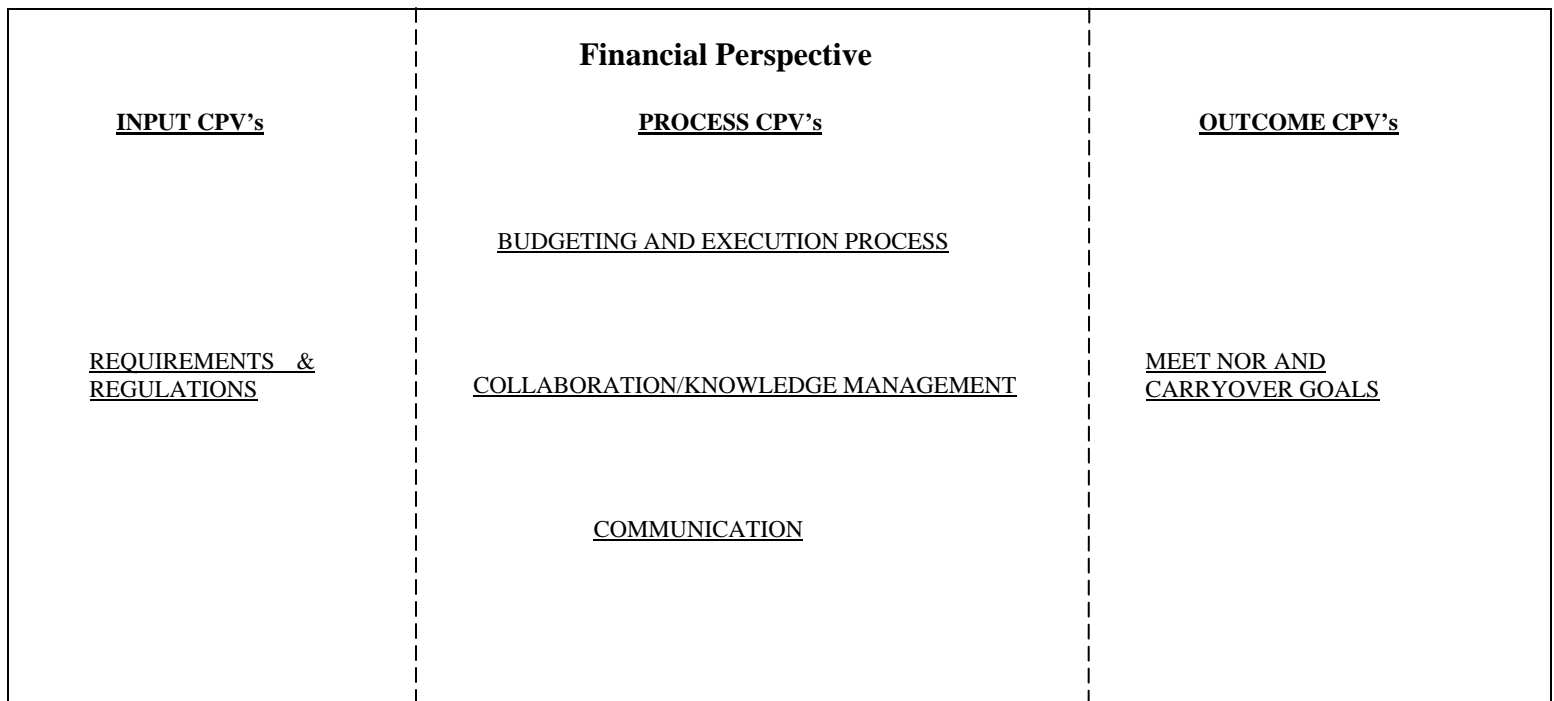 Financial Perspective
INPUT CPV's
PROCESS CPV's
OUTCOME CPV's
BUDGETING AND EXECUTION PROCESS
REQUIREMENTS &
REGULATIONS
COLLABORATION/KNOWLEDGE MANAGEMENT
MEET NOR AND
CARRYOVER GOALS
COMMUNICATION